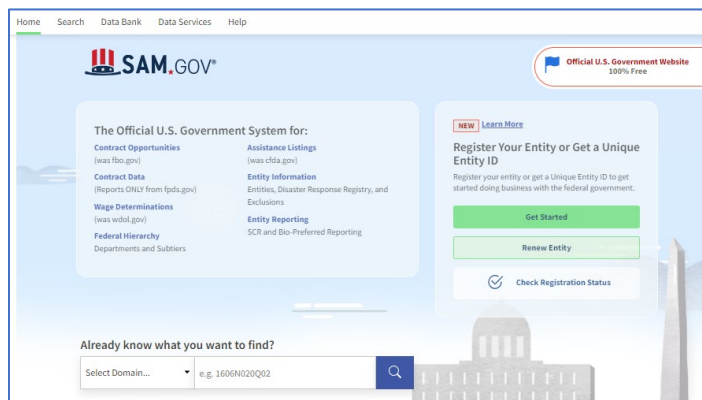 Home Search Data Bank Data Services Help
SAM.GOV®
Official U.S. Government Website
100% Free
The Official U.S. Government System for:
Contract Opportunities
(was fbo.gov)
Contract Data
(Reports ONLY from fpds.gov)
Wage Determinations
(was wdol.gov)
Federal Hierarchy
Departments and Subtiers
Assistance Listings
(was cfda.gov)
Entity Information
Entities, Disaster Response Registry, and
Exclusions
Entity Reporting
SCR and Bio-Preferred Reporting
NEW Learn More
Register Your Entity or Get a Unique
Entity ID
Register your entity or get a Unique Entity ID to get
started doing business with the federal government.
Get Started
Renew Entity
Check Registration Status
Already know what you want to find?
Select Domain... e.g. 1606N020Q02